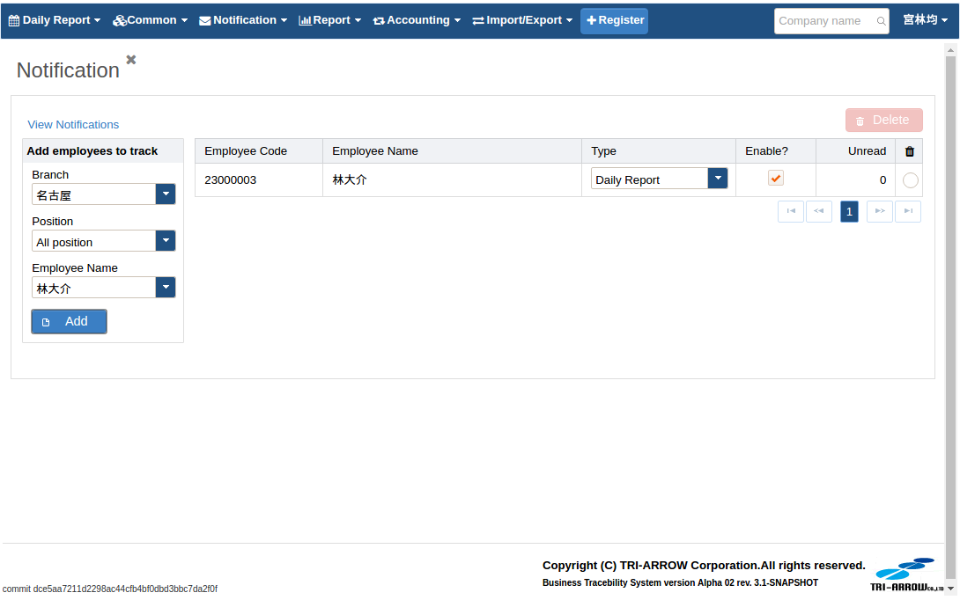 Daily Report Common Notification Report Accounting Import/Export Register Company name 宮林均
Notification
Delete
View Notifications
Add employees to track
Branch
名古屋
Position
All position
Employee Name
林大介
Add
Employee Code Employee Name Type Enable? Unread
23000003 林大介 Daily Report 0
1
Copyright (C) TRI-ARROW Corporation.All rights reserved.
Business Tracebility System version Alpha 02 rev. 3.1-SNAPSHOT
TRI-ARROW CO.,LTD
commit dce5aa7211d2298ac44cfb4bf0dbd3bbc7da2f0f